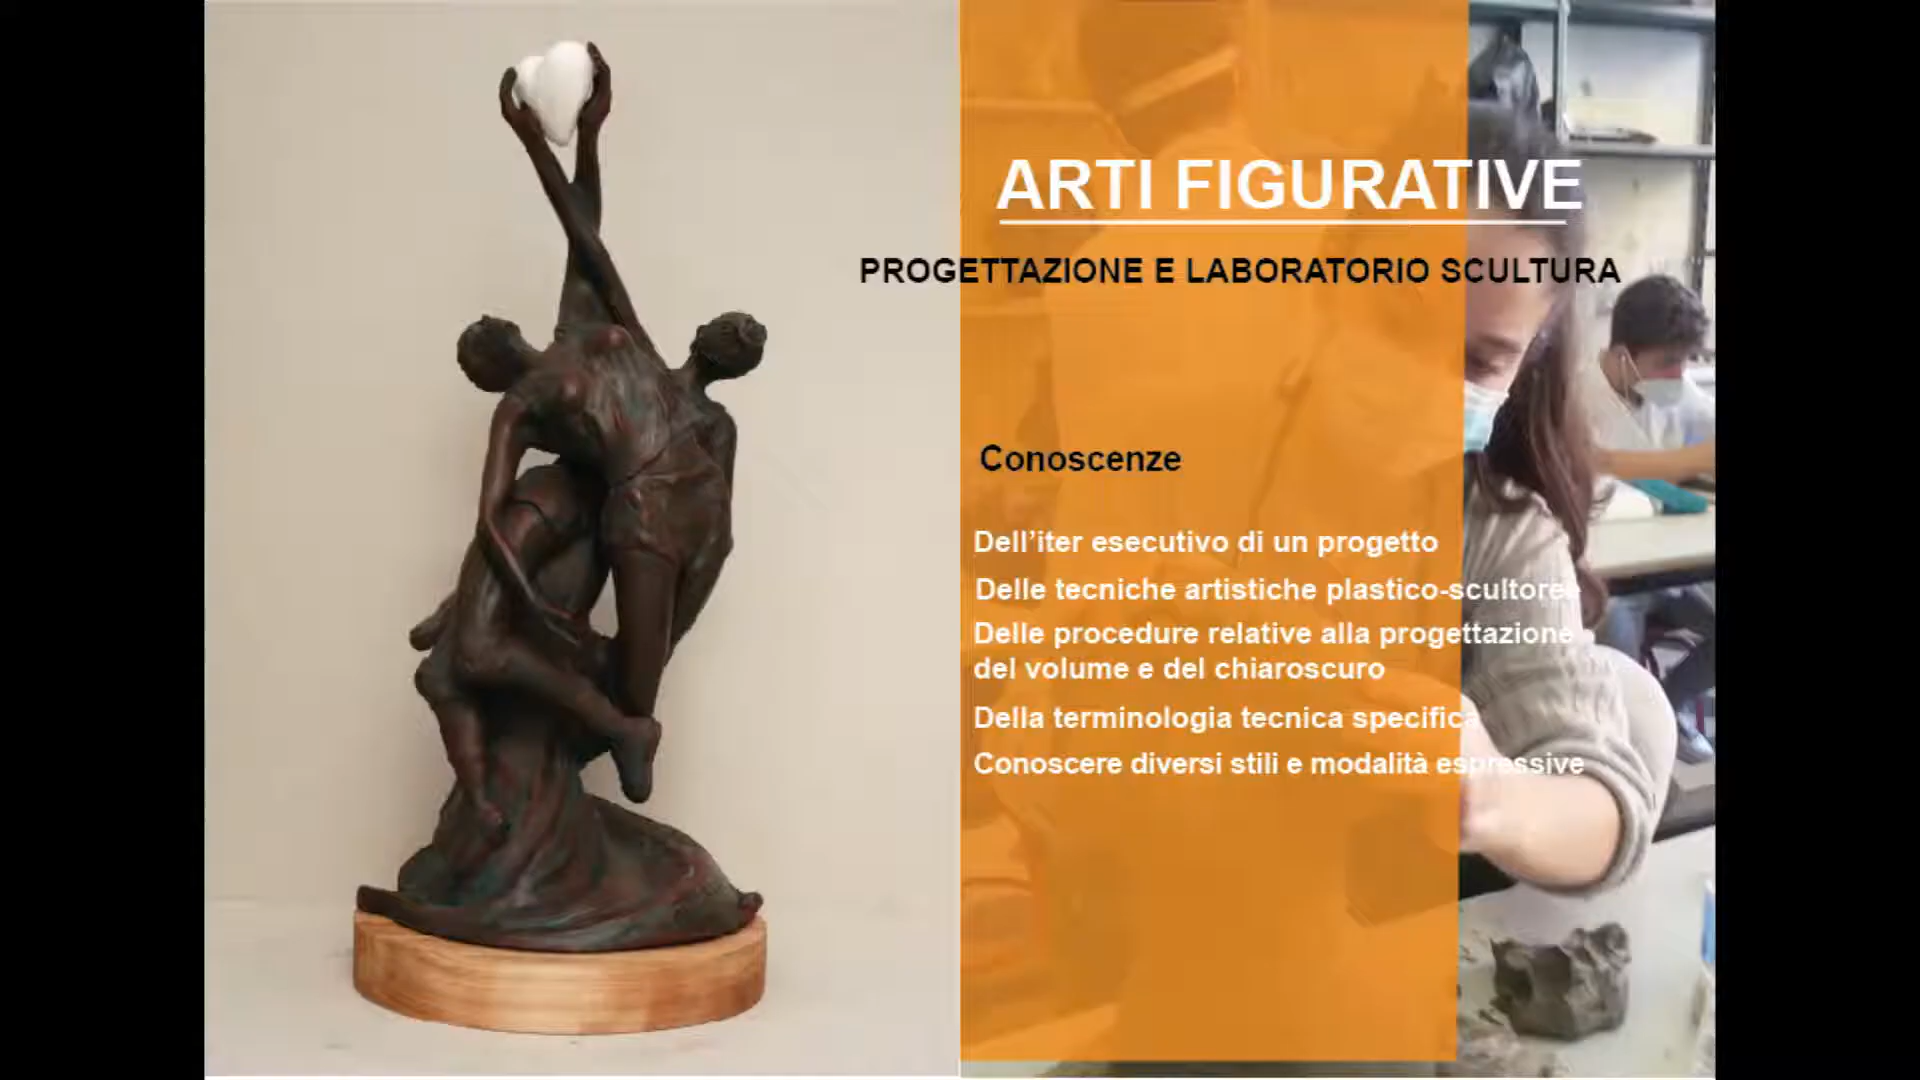 ARTI FIGURATIVE
PROGETTAZIONE E LABORATORIO SCULTURA
Conoscenze
Dell’iter esecutivo di un progetto
Delle tecniche artistiche plastico-scultoree
Delle procedure relative alla progettazione
del volume e del chiaroscuro
Della terminologia tecnica specifica
Conoscere diversi stili e modalità espressive